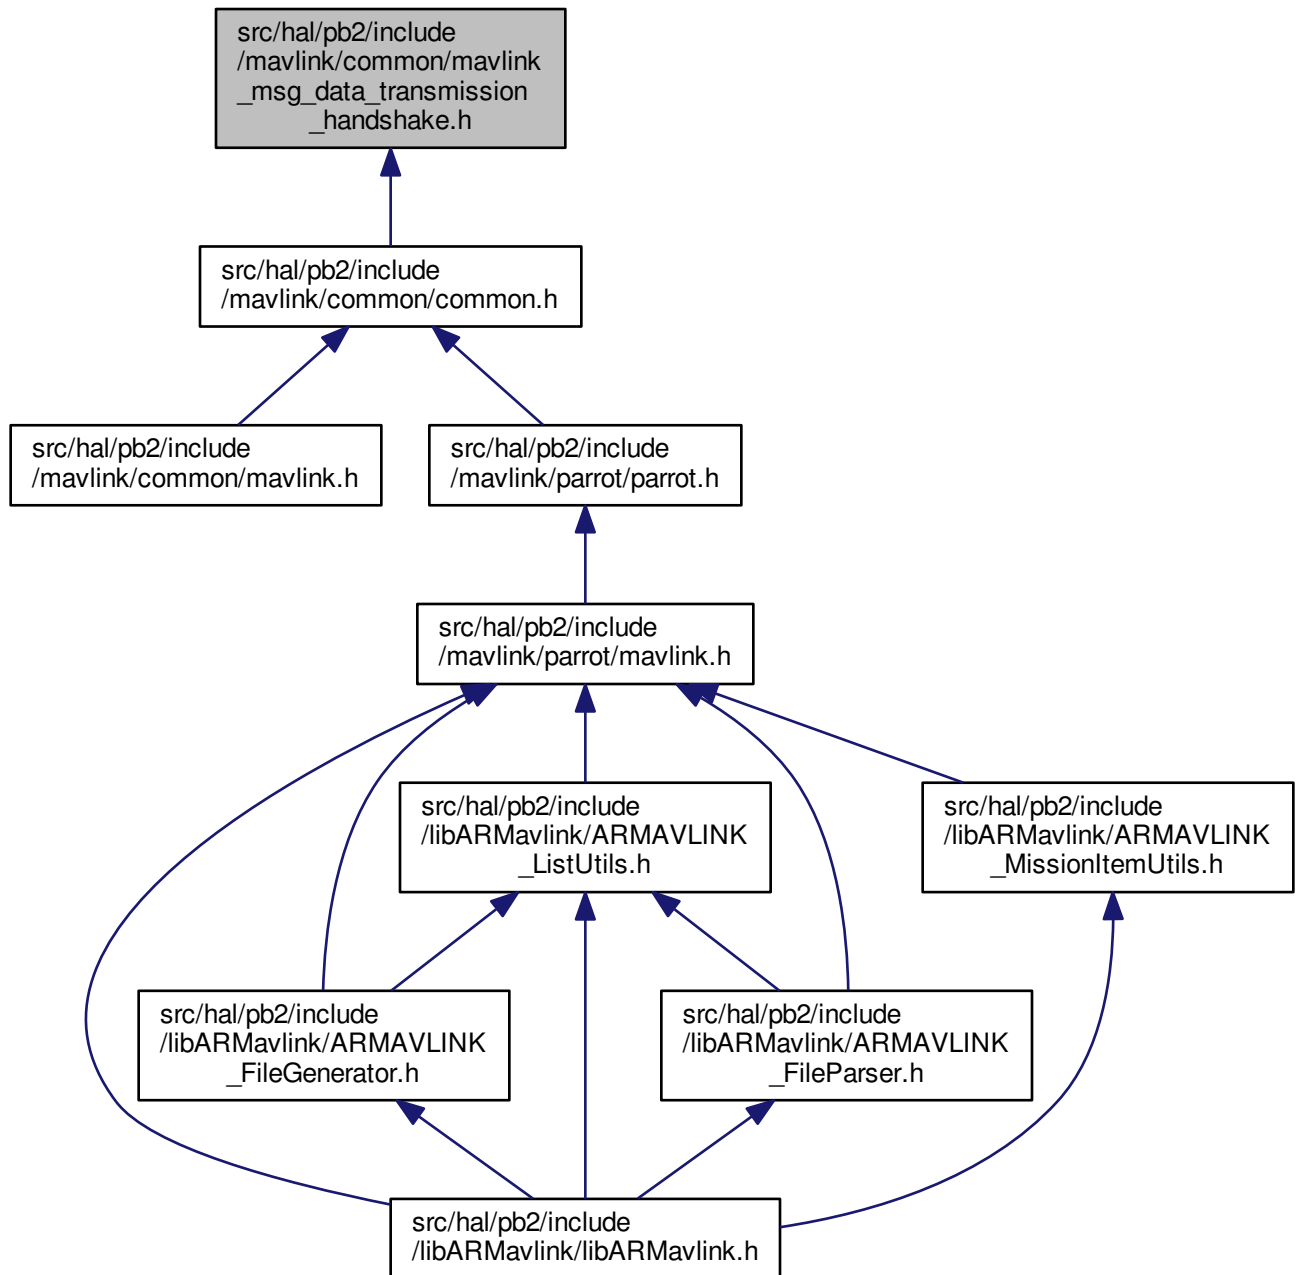 src/hal/pb2/include
/mavlink/common/mavlink
_msg_data_transmission
_handshake.h
src/hal/pb2/include
/mavlink/common/common.h
src/hal/pb2/include
/mavlink/common/mavlink.h
src/hal/pb2/include
/mavlink/parrot/parrot.h
src/hal/pb2/include
/mavlink/parrot/mavlink.h
src/hal/pb2/include
/libARMavlink/ARMAVLINK
_ListUtils.h
src/hal/pb2/include
/libARMavlink/ARMAVLINK
_MissionItemUtils.h
src/hal/pb2/include
/libARMavlink/ARMAVLINK
_FileGenerator.h
src/hal/pb2/include
/libARMavlink/ARMAVLINK
_FileParser.h
src/hal/pb2/include
/libARMavlink/libARMavlink.h